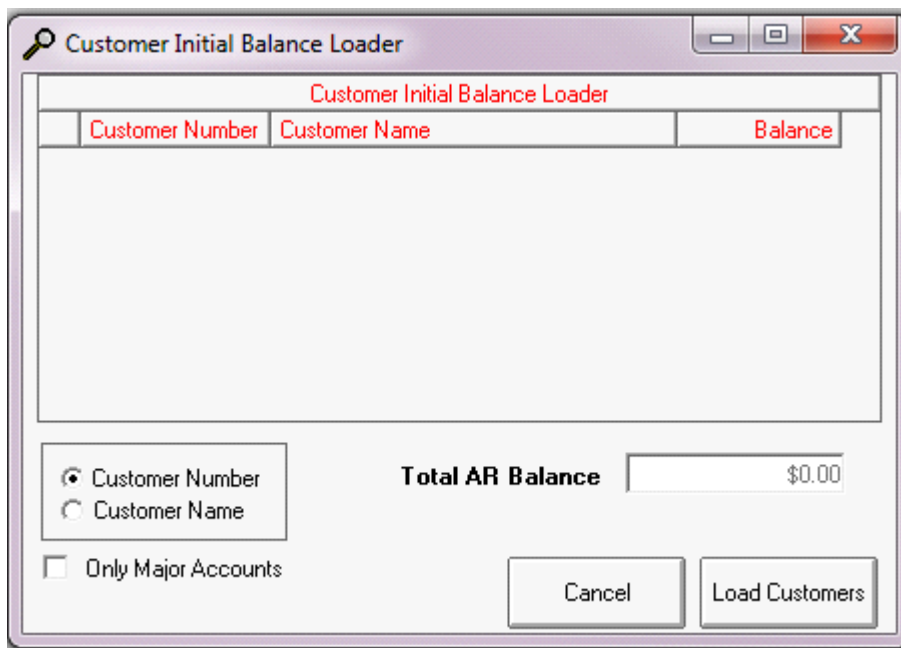 Customer Initial Balance Loader
Customer Initial Balance Loader
Customer Number Customer Name Balance
Customer Number
Total AR Balance $0.00
Customer Name
Only Major Accounts
Cancel Load Customers